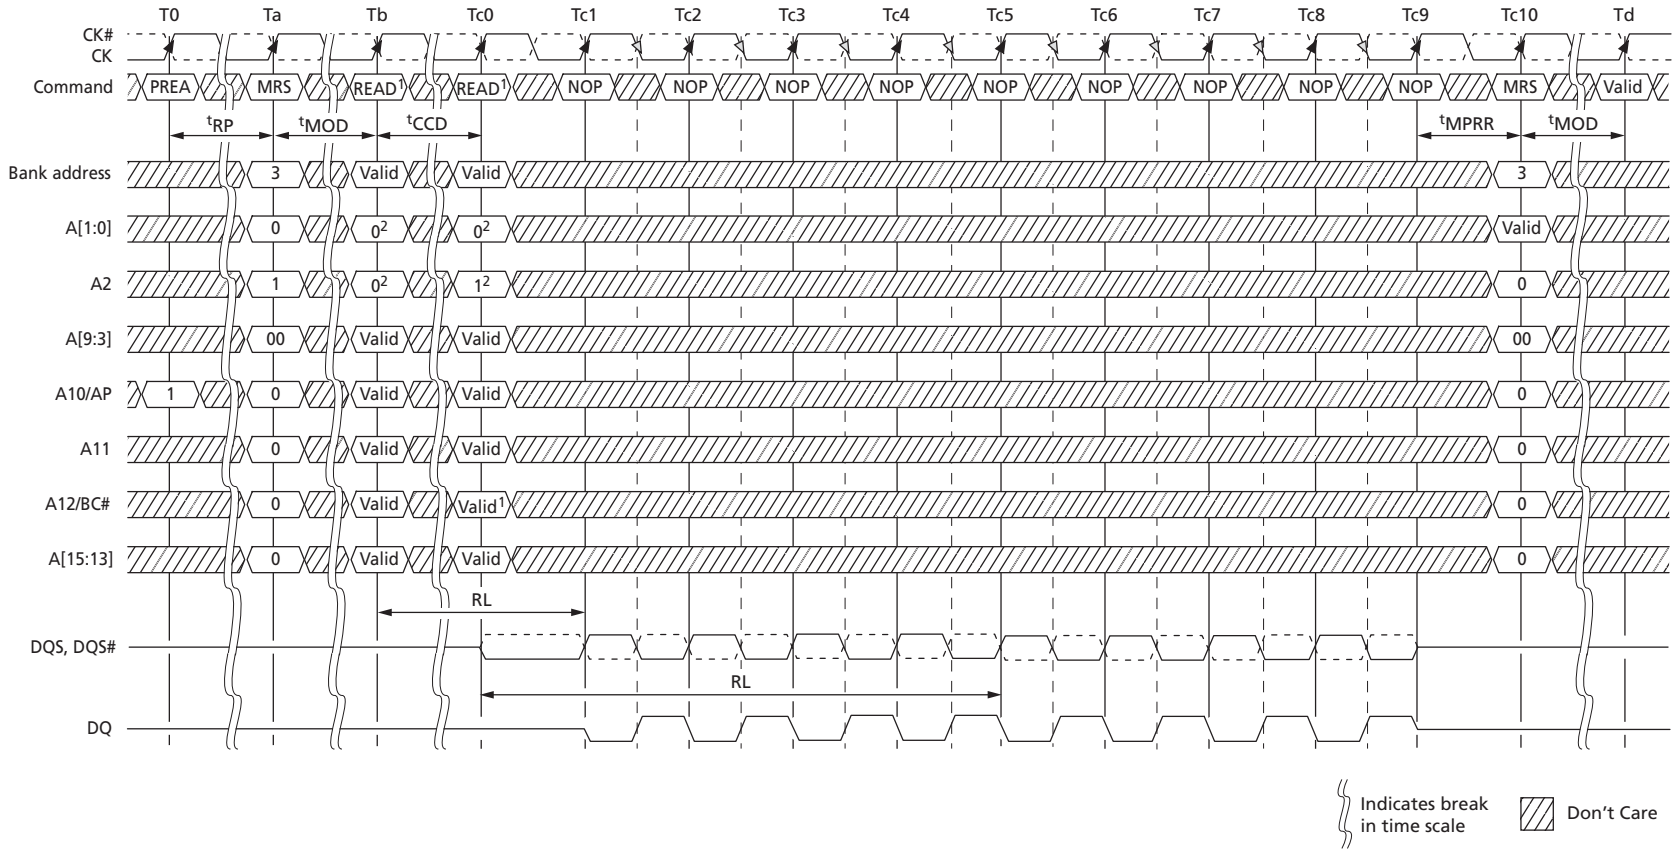 T0 Ta Tb Tc0 Tc1 Tc2 Tc3 Tc4 Tc5 Tc6 Tc7 Tc8 Tc9 Tc10 Td
CK#
CK
Command PREA MRS READ¹ READ¹ NOP NOP NOP NOP NOP NOP NOP NOP NOP MRS Valid
tRP tMOD tCCD tMPRR tMOD
Bank address 3 Valid Valid 3
A[1:0] 0 0² 0² Valid
A2 1 0² 1² 0
A[9:3] 00 Valid Valid 00
A10/AP 1 0 Valid Valid 0
A11 0 Valid Valid 0
A12/BC# 0 Valid Valid¹ 0
A[15:13] 0 Valid Valid 0
RL
DQS, DQS#
RL
DQ
Indicates break
in time scale
Don't Care